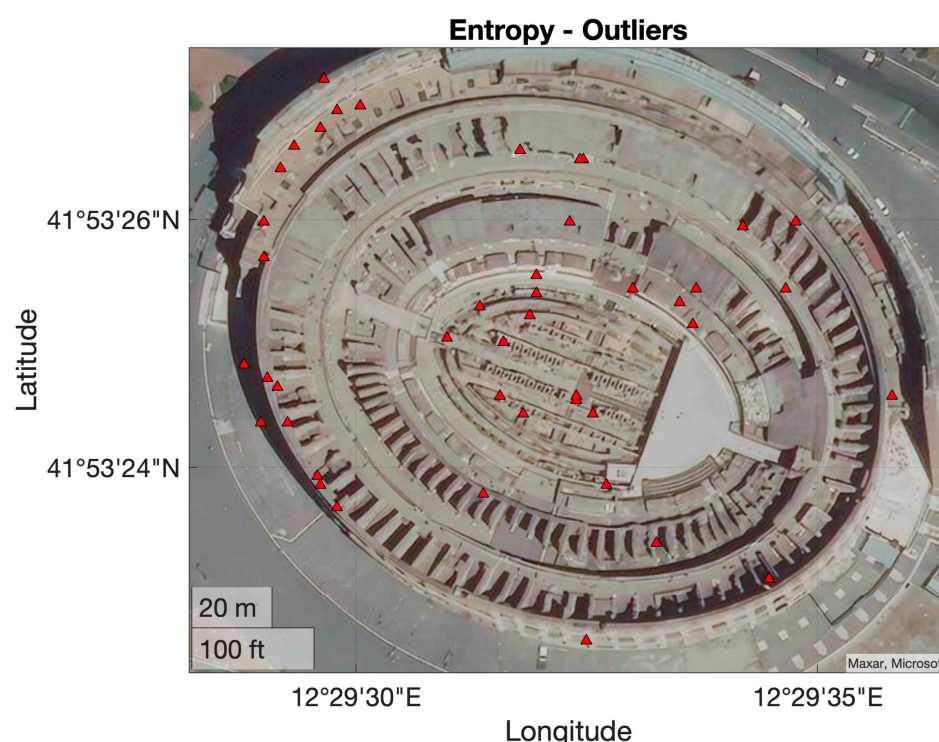 Entropy - Outliers
41°53'26"N
41°53'24"N
Latitude
20 m
100 ft
Maxar, Microsof
12°29'30"E
12°29'35"E
Longitude